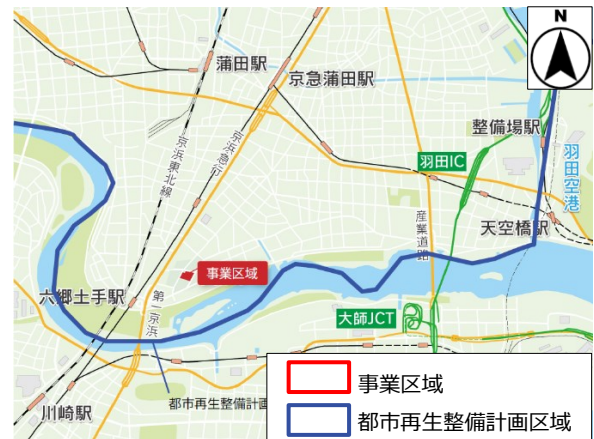 N
蒲田駅
京急蒲田駅
整備場駅
羽田空港
羽田IC
京浜東北線
京浜急行
産業道路
天空橋駅
事業区域
六郷土手駅
第一京浜
大師JCT
都市再生整備計画
川崎駅
事業区域
都市再生整備計画区域